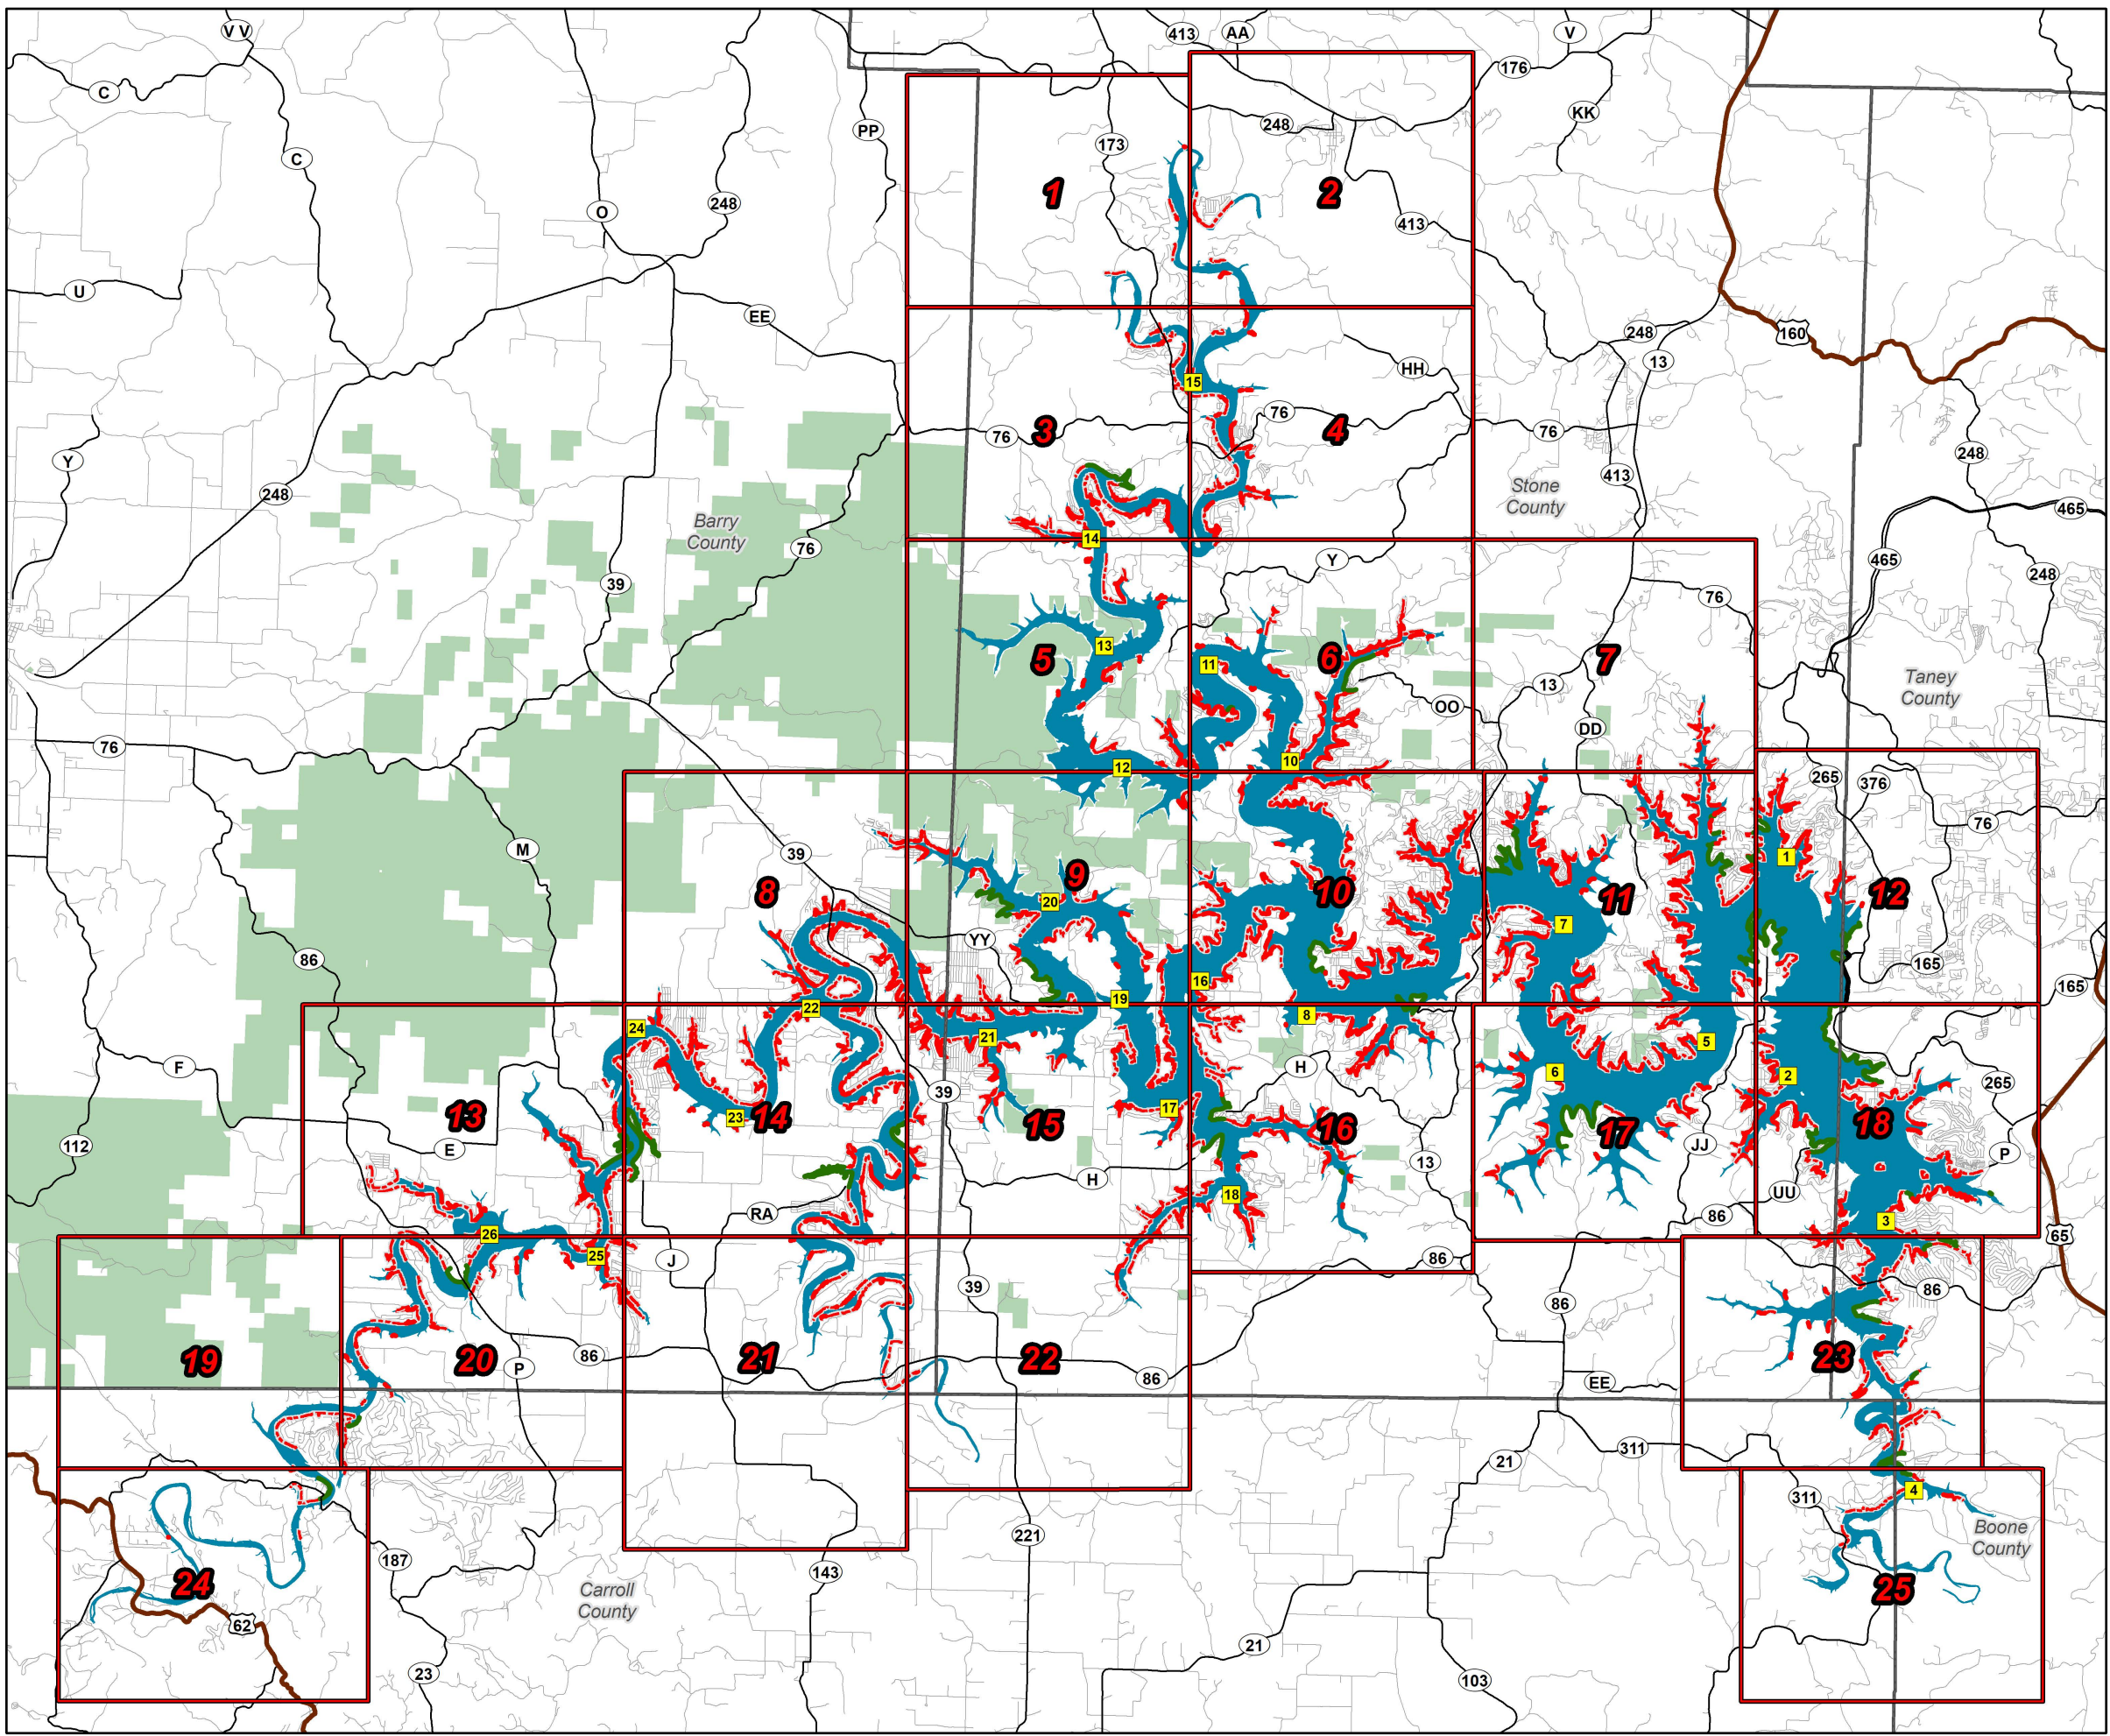 V V
413
AA
V
176
C
KK
PP
248
173
C
1
2
248
O
413
U
EE
248
160
13
HH
15
76
3
76
4
76
248
Y
413
248
Stone
County
465
Barry
County
76
14
Y
465
248
39
76
13
5
11
6
7
Taney
County
13
OO
DD
76
12
10
265
376
76
M
39
1
8
9
20
10
11
12
7
YY
86
165
16
165
19
22
8
24
21
5
F
H
6
2
265
39
13
23
14
15
17
16
17
18
112
E
JJ
P
13
H
18
UU
RA
86
3
26
65
25
J
86
39
86
86
19
20
P
86
21
22
86
23
EE
311
21
4
311
221
Boone
County
187
143
24
Carroll
County
25
62
21
23
103